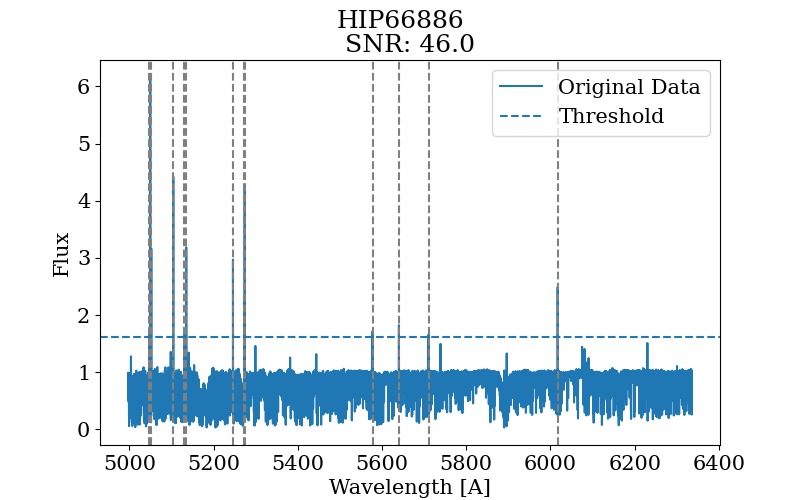 HIP66886
SNR: 46.0
Original Data
Threshold
Flux
6
5
4
3
2
1
0
5000 5200 5400 5600 5800 6000 6200 6400
Wavelength [A]